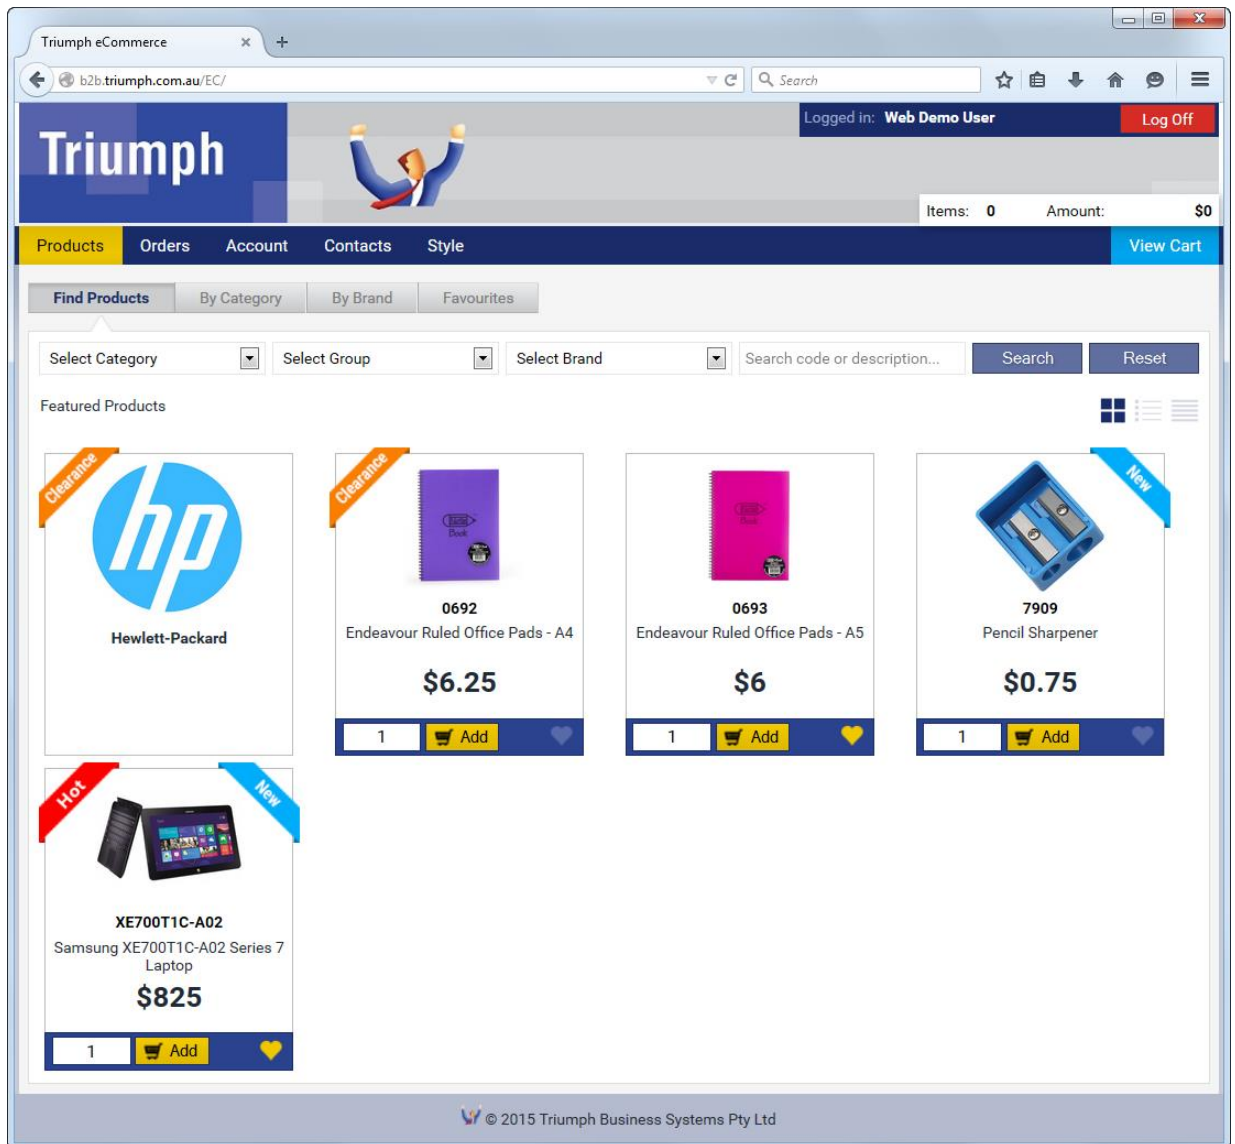 Triumph eCommerce
b2b.triumph.com.au/EC/
Search
Triumph
Logged in: Web Demo User
Log Off
Items: 0 Amount: $0
Products Orders Account Contacts Style View Cart
Find Products By Category By Brand Favourites
Select Category Select Group Select Brand Search code or description... Search Reset
Featured Products
Clearance
hp
Hewlett-Packard
Clearance
Book
0692
Endeavour Ruled Office Pads - A4
$6.25
1 Add
Book
0693
Endeavour Ruled Office Pads - A5
$6
1 Add
New
7909
Pencil Sharpener
$0.75
1 Add
Hot
New
XE700T1C-A02
Samsung XE700T1C-A02 Series 7
Laptop
$825
1 Add
© 2015 Triumph Business Systems Pty Ltd